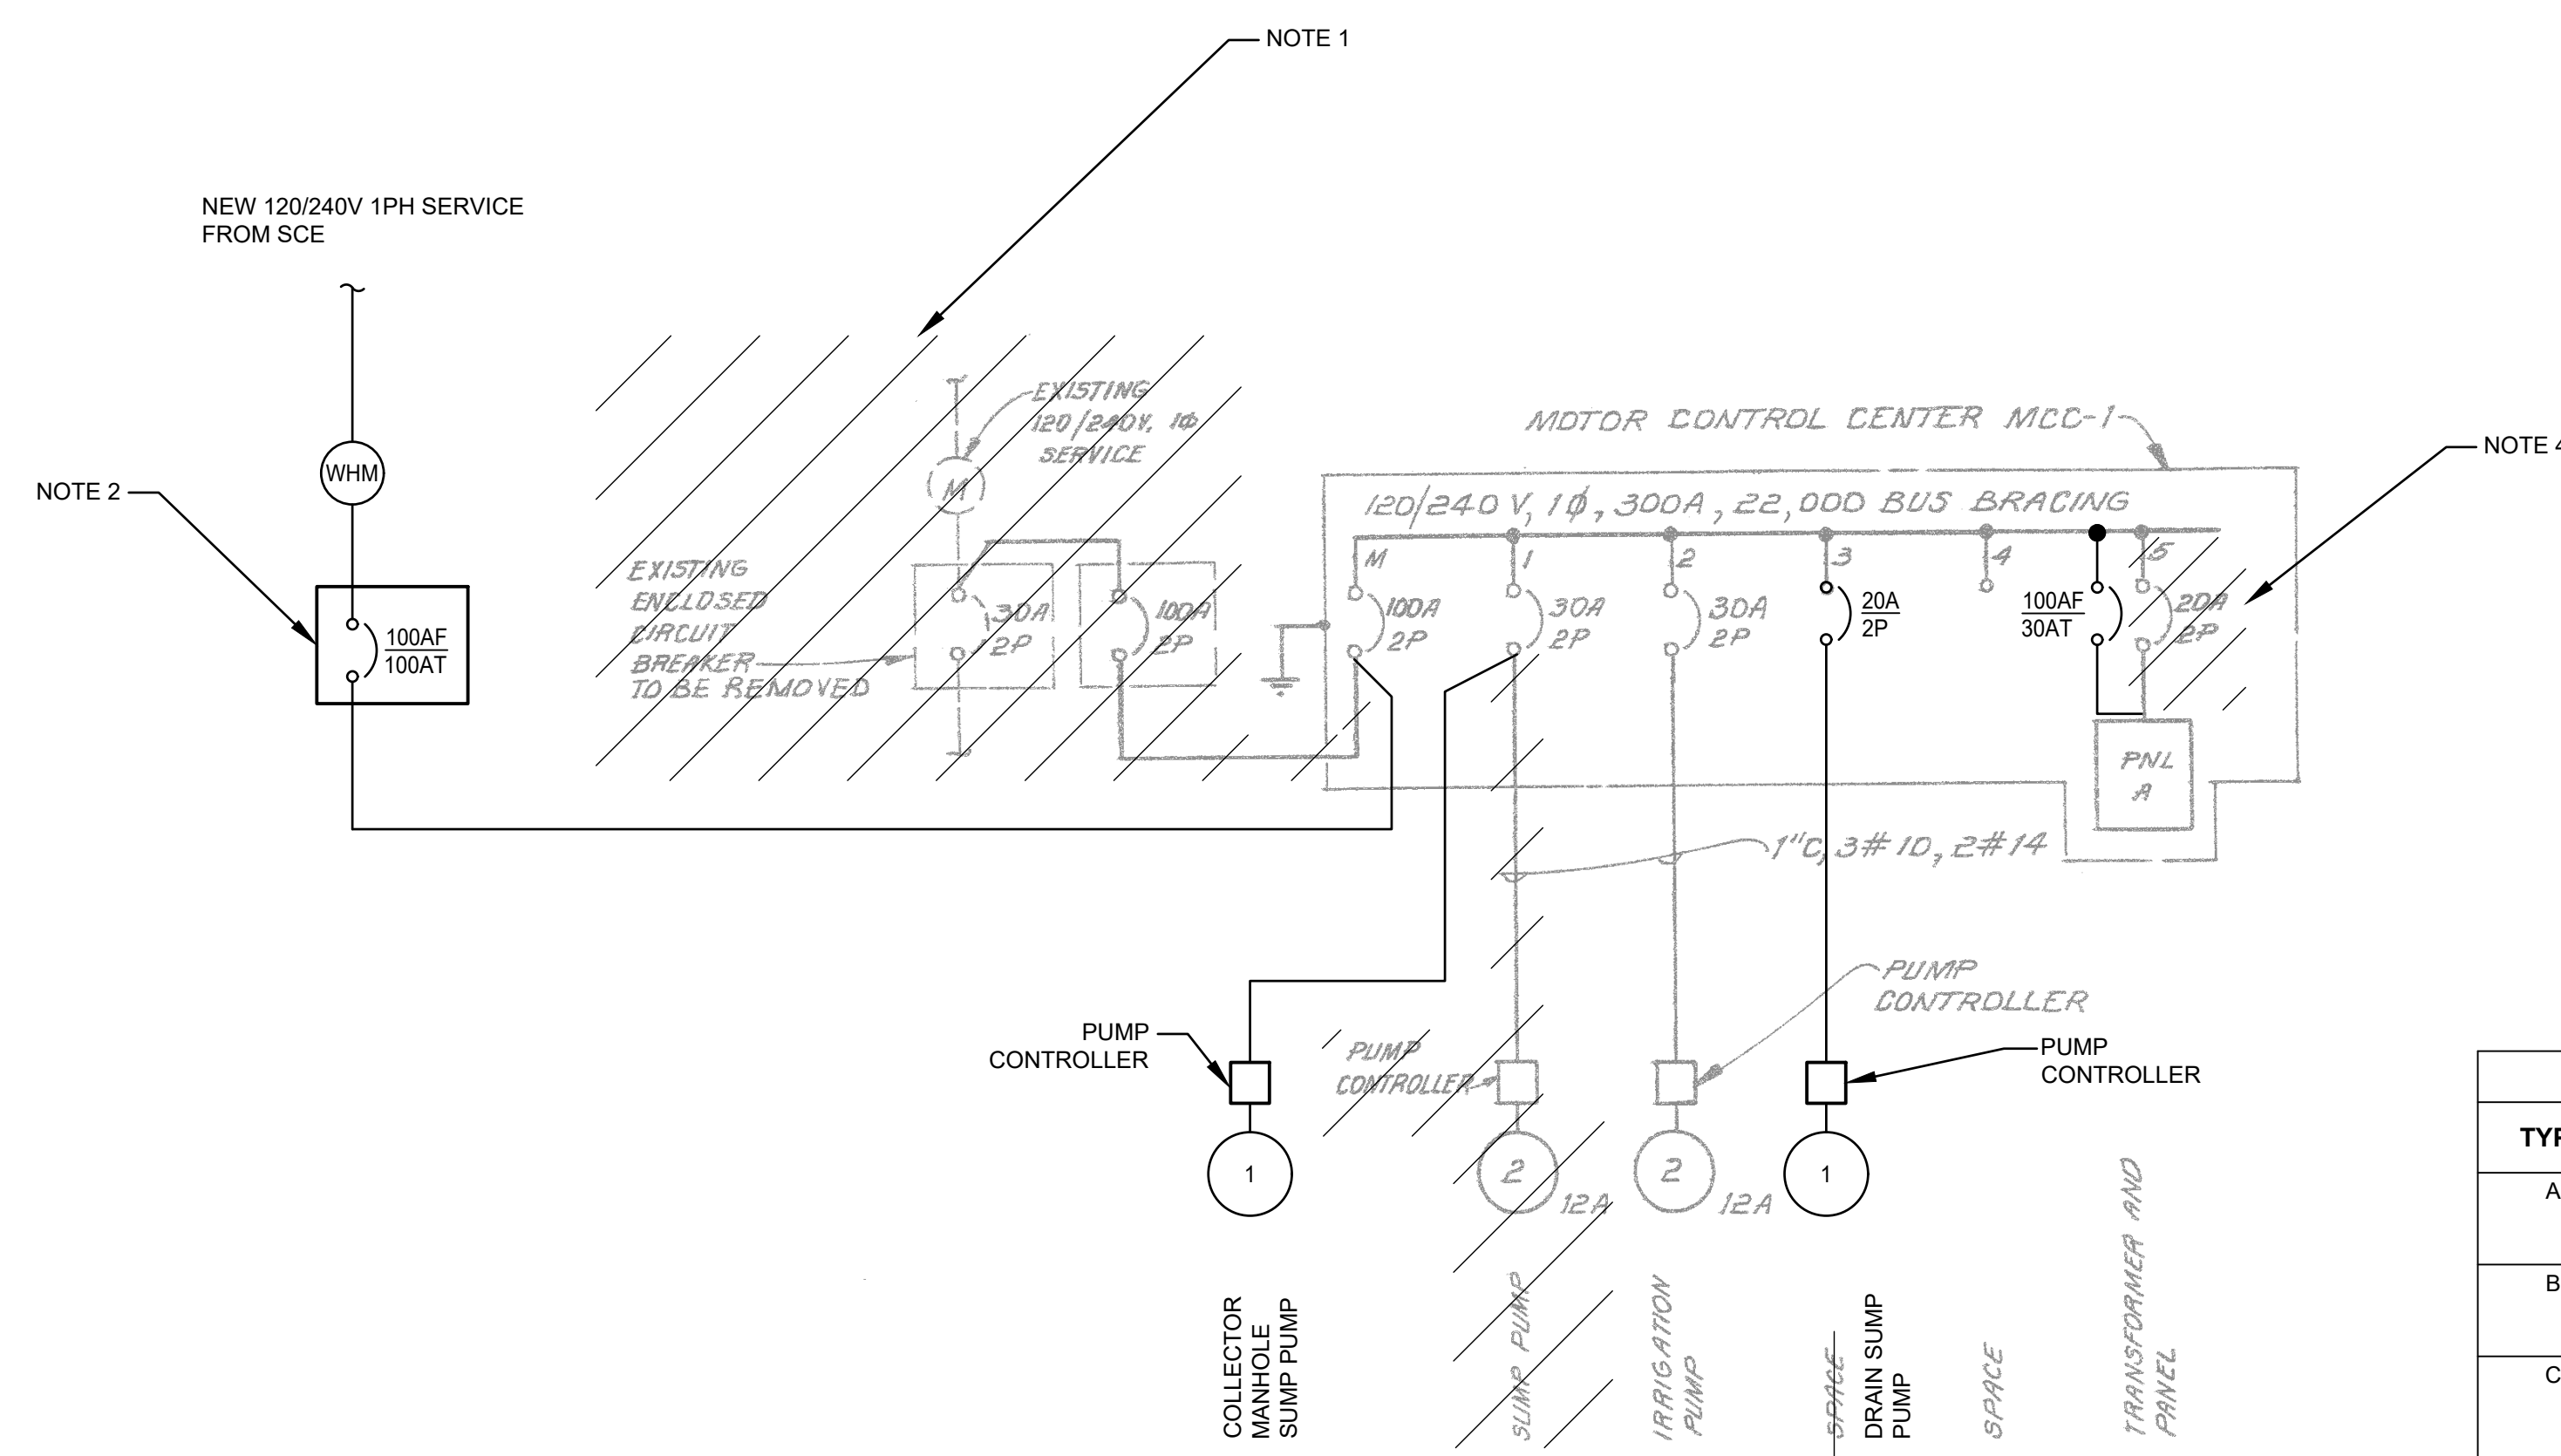 NOTE 1
NEW 120/240V 1PH SERVICE
FROM SCE
EXISTING
120/240V, 1Ø
SERVICE
MOTOR CONTROL CENTER MCC-1
NOTE 4
NOTE 2
WHM
M
120/240 V, 1Ø, 300A, 22,000 BUS BRACING
EXISTING
ENCLOSED
CIRCUIT
BREAKER
TO BE REMOVED
100AF
100AT
30A
2P
100A
2P
M
100A
2P
1
30A
2P
2
30A
2P
3
20A
2P
4
100AF
30AT
5
20A
2P
PNL
A
1"C, 3#10, 2#14
PUMP
CONTROLLER
PUMP
CONTROLLER
PUMP
CONTROLLER
PUMP
CONTROLLER
1
2
12A
2
12A
1
COLLECTOR
MANHOLE
SUMP PUMP
SUMP PUMP
IRRIGATION
PUMP
SPACE
DRAIN SUMP
PUMP
SPACE
TRANSFORMER AND
PANEL
TYP
A
B
C